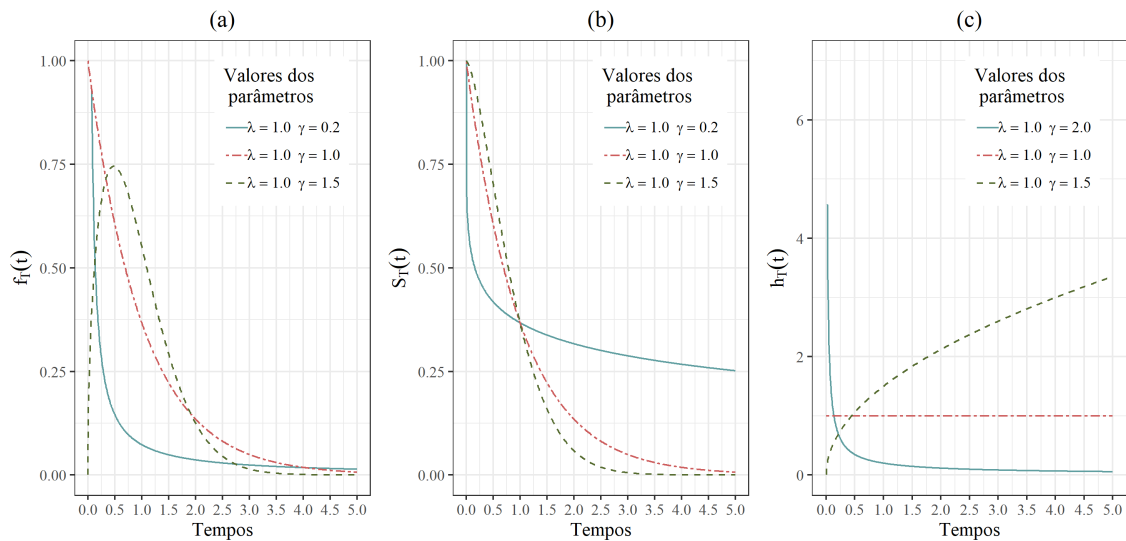 (a)
1.00
0.75
0.50
0.25
0.00
f_T(t)
Valores dos
parâmetros
λ = 1.0 γ = 0.2
λ = 1.0 γ = 1.0
λ = 1.0 γ = 1.5
0.0 0.5 1.0 1.5 2.0 2.5 3.0 3.5 4.0 4.5 5.0
Tempos
(b)
1.00
0.75
0.50
0.25
0.00
S_T(t)
Valores dos
parâmetros
λ = 1.0 γ = 0.2
λ = 1.0 γ = 1.0
λ = 1.0 γ = 1.5
0.0 0.5 1.0 1.5 2.0 2.5 3.0 3.5 4.0 4.5 5.0
Tempos
(c)
6
4
2
0
h_T(t)
Valores dos
parâmetros
λ = 1.0 γ = 2.0
λ = 1.0 γ = 1.0
λ = 1.0 γ = 1.5
0.0 0.5 1.0 1.5 2.0 2.5 3.0 3.5 4.0 4.5 5.0
Tempos